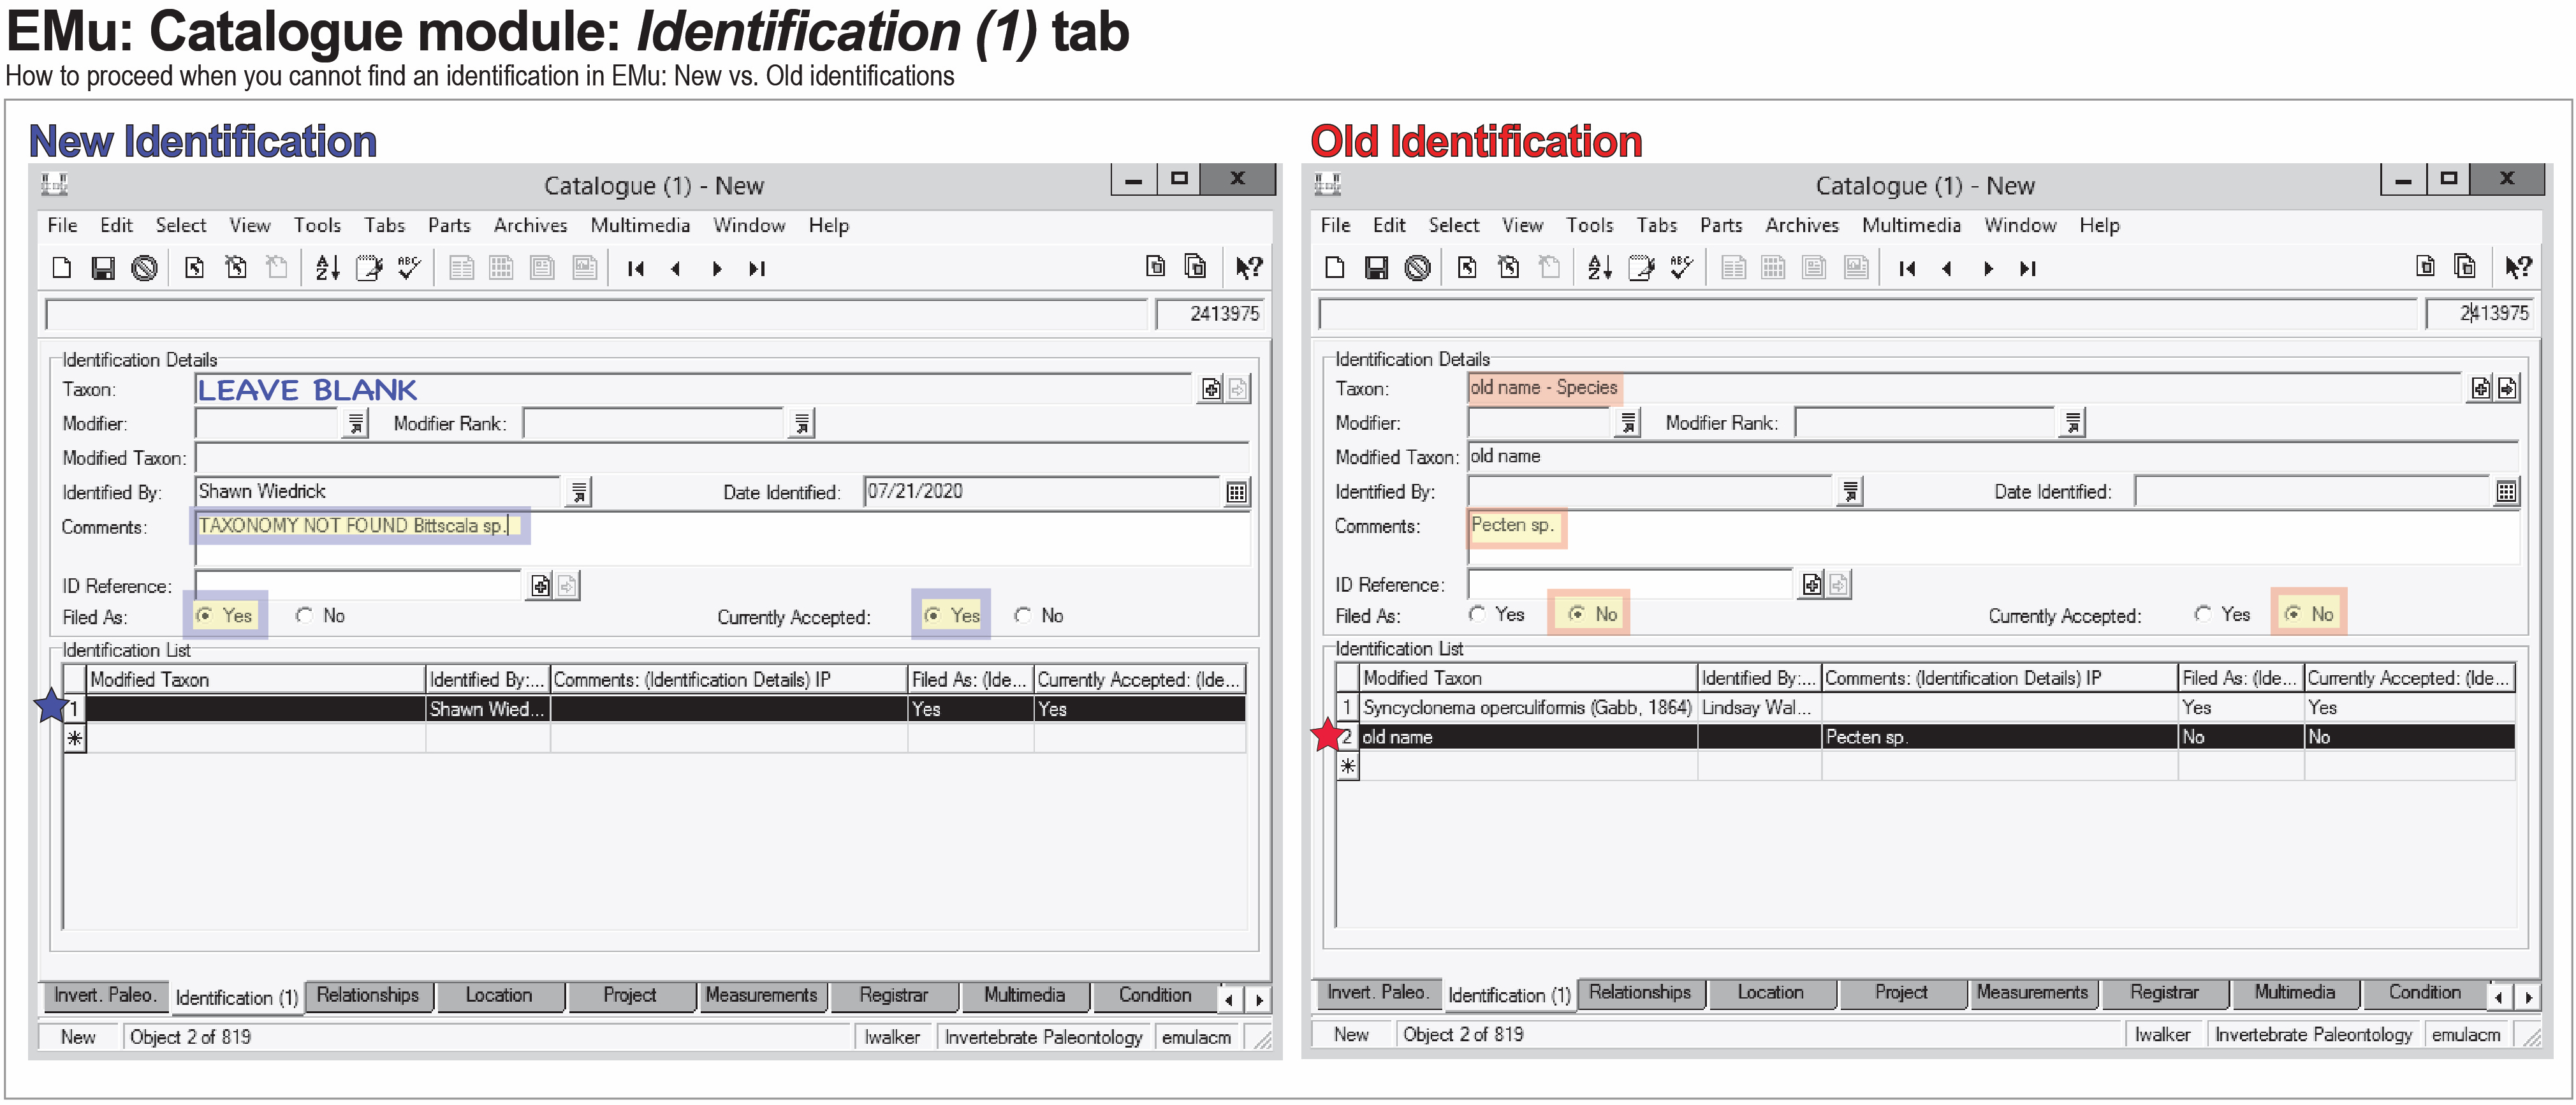 EMu: Catalogue module: Identification (1) tab
How to proceed when you cannot find an identification in EMu: New vs. Old identifications
New Identification
Catalogue (1) - New
X
File Edit Select View Tools Tabs Parts Archives Multimedia Window Help
2413975
Identification Details
Taxon: LEAVE BLANK
Modifier: Modifier Rank:
Modified Taxon:
Identified By: Shawn Wiedrick Date Identified: 07/21/2020
Comments: TAXONOMY NOT FOUND Bittscala sp.
ID Reference:
Filed As: Yes No Currently Accepted: Yes No
Identification List
Modified Taxon Identified By:... Comments: (Identification Details) IP Filed As: (Ide... Currently Accepted: (Ide...
1 Shawn Wied... Yes Yes
*
Invert. Paleo. Identification (1) Relationships Location Project Measurements Registrar Multimedia Condition
New Object 2 of 819 lwalker Invertebrate Paleontology emulacm
Old Identification
Catalogue (1) - New
X
File Edit Select View Tools Tabs Parts Archives Multimedia Window Help
2413975
Identification Details
Taxon: old name - Species
Modifier: Modifier Rank:
Modified Taxon: old name
Identified By: Date Identified:
Comments: Pecten sp.
ID Reference:
Filed As: Yes No Currently Accepted: Yes No
Identification List
Modified Taxon Identified By:... Comments: (Identification Details) IP Filed As: (Ide... Currently Accepted: (Ide...
1 Syncyclonema operculiformis (Gabb, 1864) Lindsay Wal... Yes Yes
2 old name Pecten sp. No No
*
Invert. Paleo. Identification (1) Relationships Location Project Measurements Registrar Multimedia Condition
New Object 2 of 819 lwalker Invertebrate Paleontology emulacm